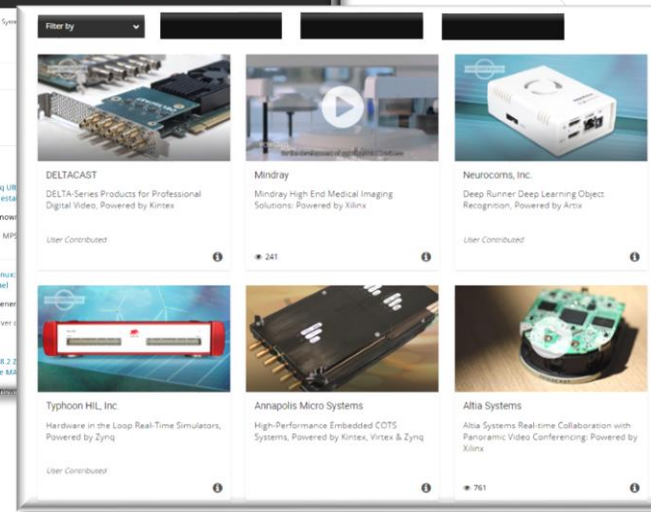 Filter by
DELTACAST
DELTA-Series Products for Professional
Digital Video, Powered by Kintex
User Contributed
Mindray
Mindray High End Medical Imaging
Solutions: Powered by Xilinx
241
Neurocoms, Inc.
Deep Runner Deep Learning Object
Recognition, Powered by Artix
User Contributed
Typhoon HIL, Inc.
Hardware in the Loop Real-Time Simulators,
Powered by Zynq
User Contributed
Annapolis Micro Systems
High-Performance Embedded COTS
Systems, Powered by Kintex, Virtex & Zynq
Altia Systems
Altia Systems Real-time Collaboration with
Panoramic Video Conferencing: Powered by
Xilinx
761